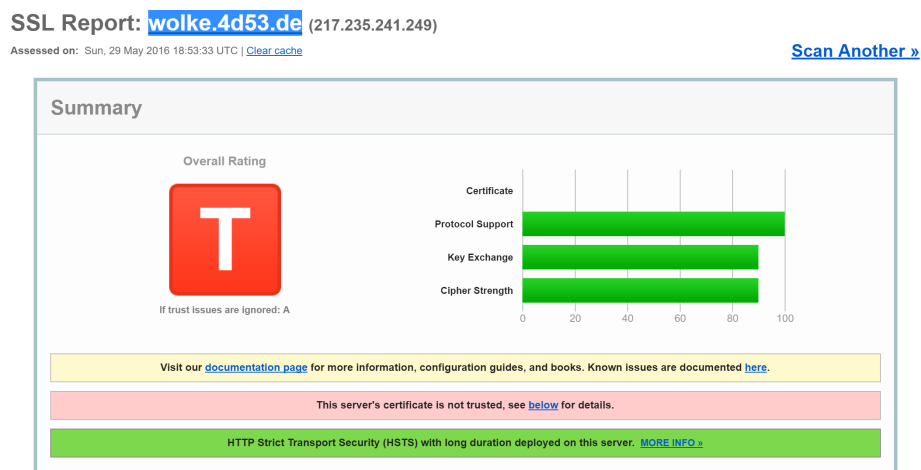 SSL Report: wolke.4d53.de (217.235.241.249)
Assessed on: Sun, 29 May 2016 18:53:33 UTC | Clear cache
Scan Another »
Summary
Overall Rating
T
If trust issues are ignored: A
Certificate
Protocol Support
Key Exchange
Cipher Strength
0 20 40 60 80 100
Visit our documentation page for more information, configuration guides, and books. Known issues are documented here.
This server's certificate is not trusted, see below for details.
HTTP Strict Transport Security (HSTS) with long duration deployed on this server. MORE INFO »